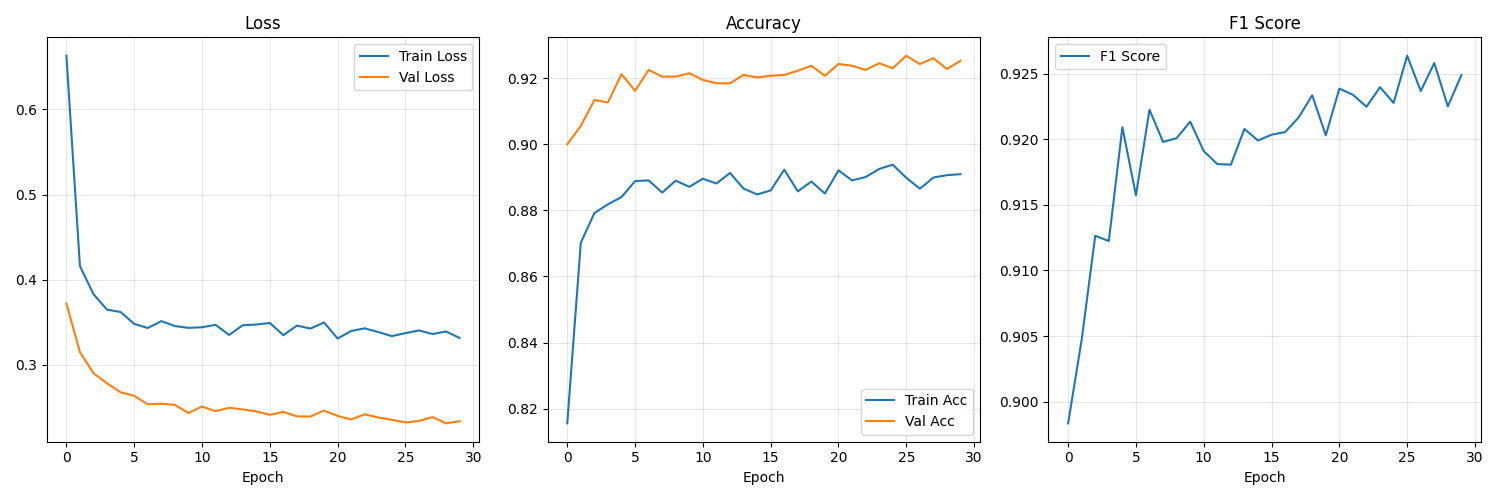 Loss
Train Loss
Val Loss
0.6
0.5
0.4
0.3
0 5 10 15 20 25 30
Epoch
Accuracy
0.92
0.90
0.88
0.86
0.84
0.82
Train Acc
Val Acc
0 5 10 15 20 25 30
Epoch
F1 Score
F1 Score
0.925
0.920
0.915
0.910
0.905
0.900
0 5 10 15 20 25 30
Epoch